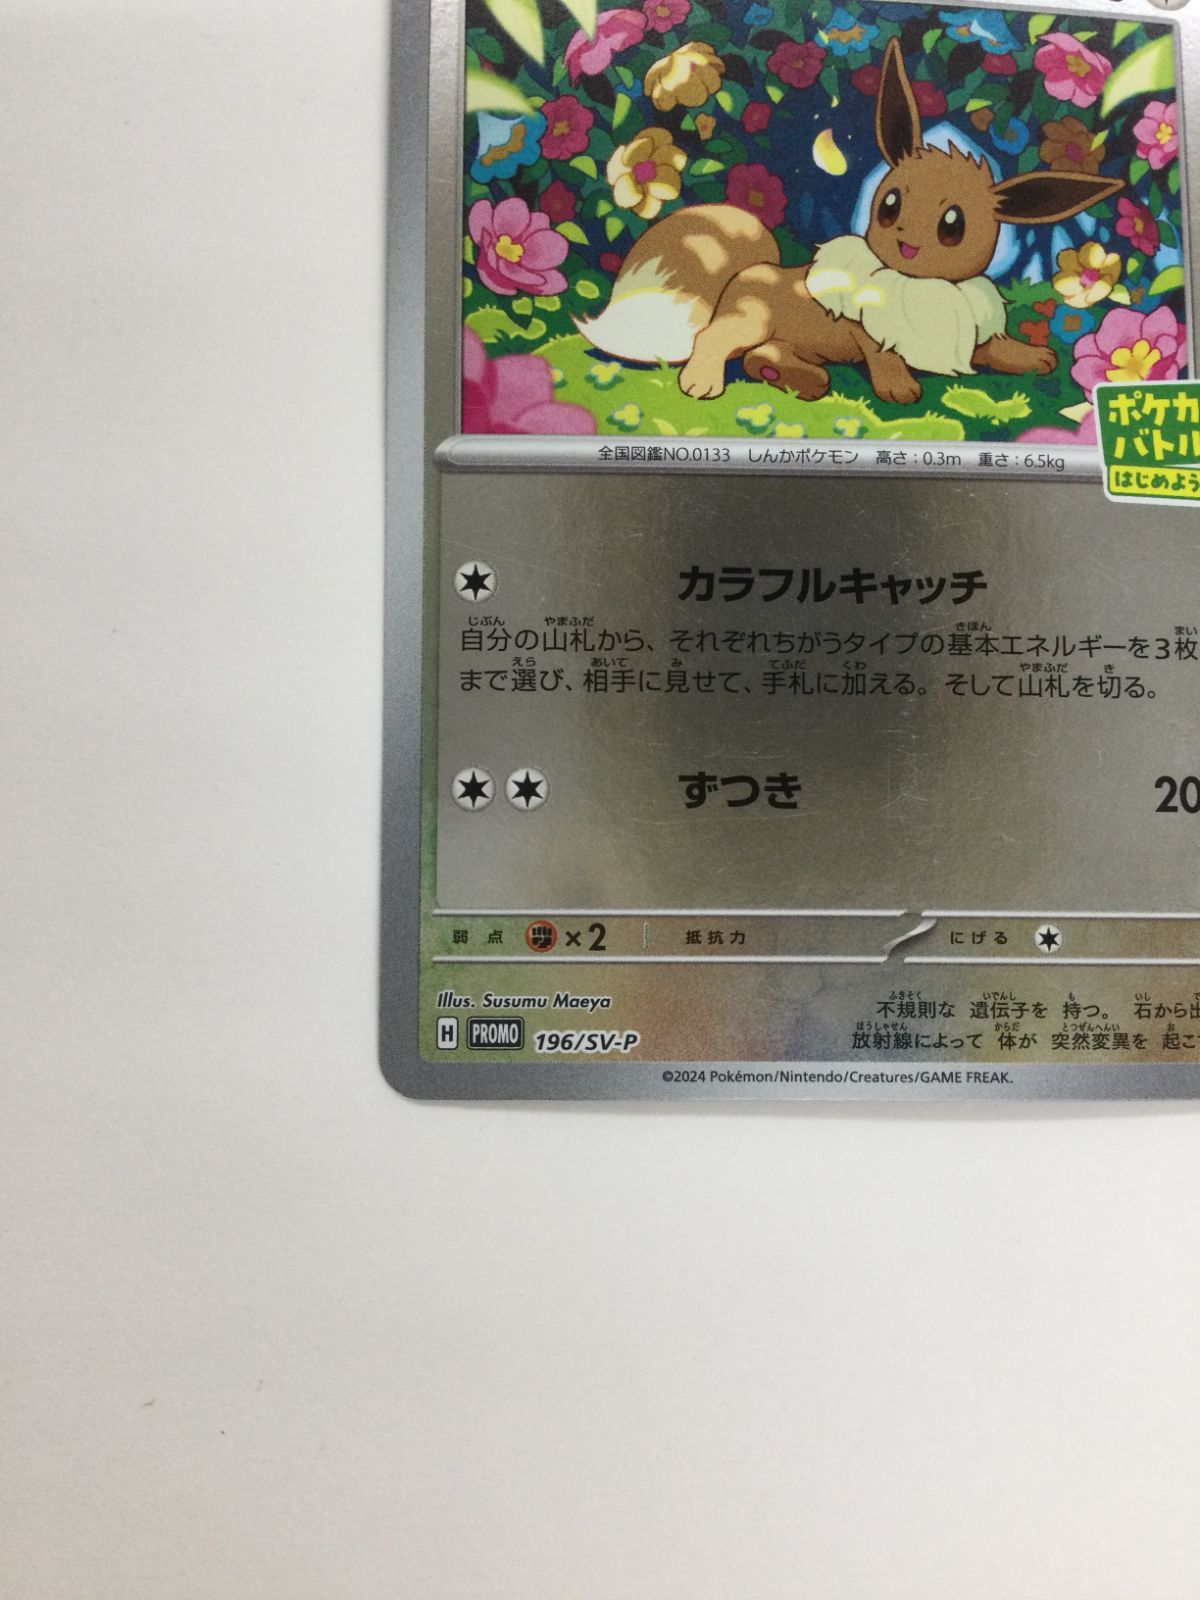 ポケカ
バトル
はじめよう
全国図鑑NO.0133 しんかポケモン 高さ:0.3m 重さ:6.5kg
カラフルキャッチ
自分の山札から、それぞれちがうタイプの基本エネルギーを3枚
まで選び、相手に見せて、手札に加える。そして山札を切る。
ずつき 20
弱点 ×2 抵抗力 にげる
Illus. Susumu Maeya
H PROMO 196/SV-P
不規則な 遺伝子を 持つ。 石から出
放射線によって 体が 突然変異を 起こ
©2024 Pokémon/Nintendo/Creatures/GAME FREAK.